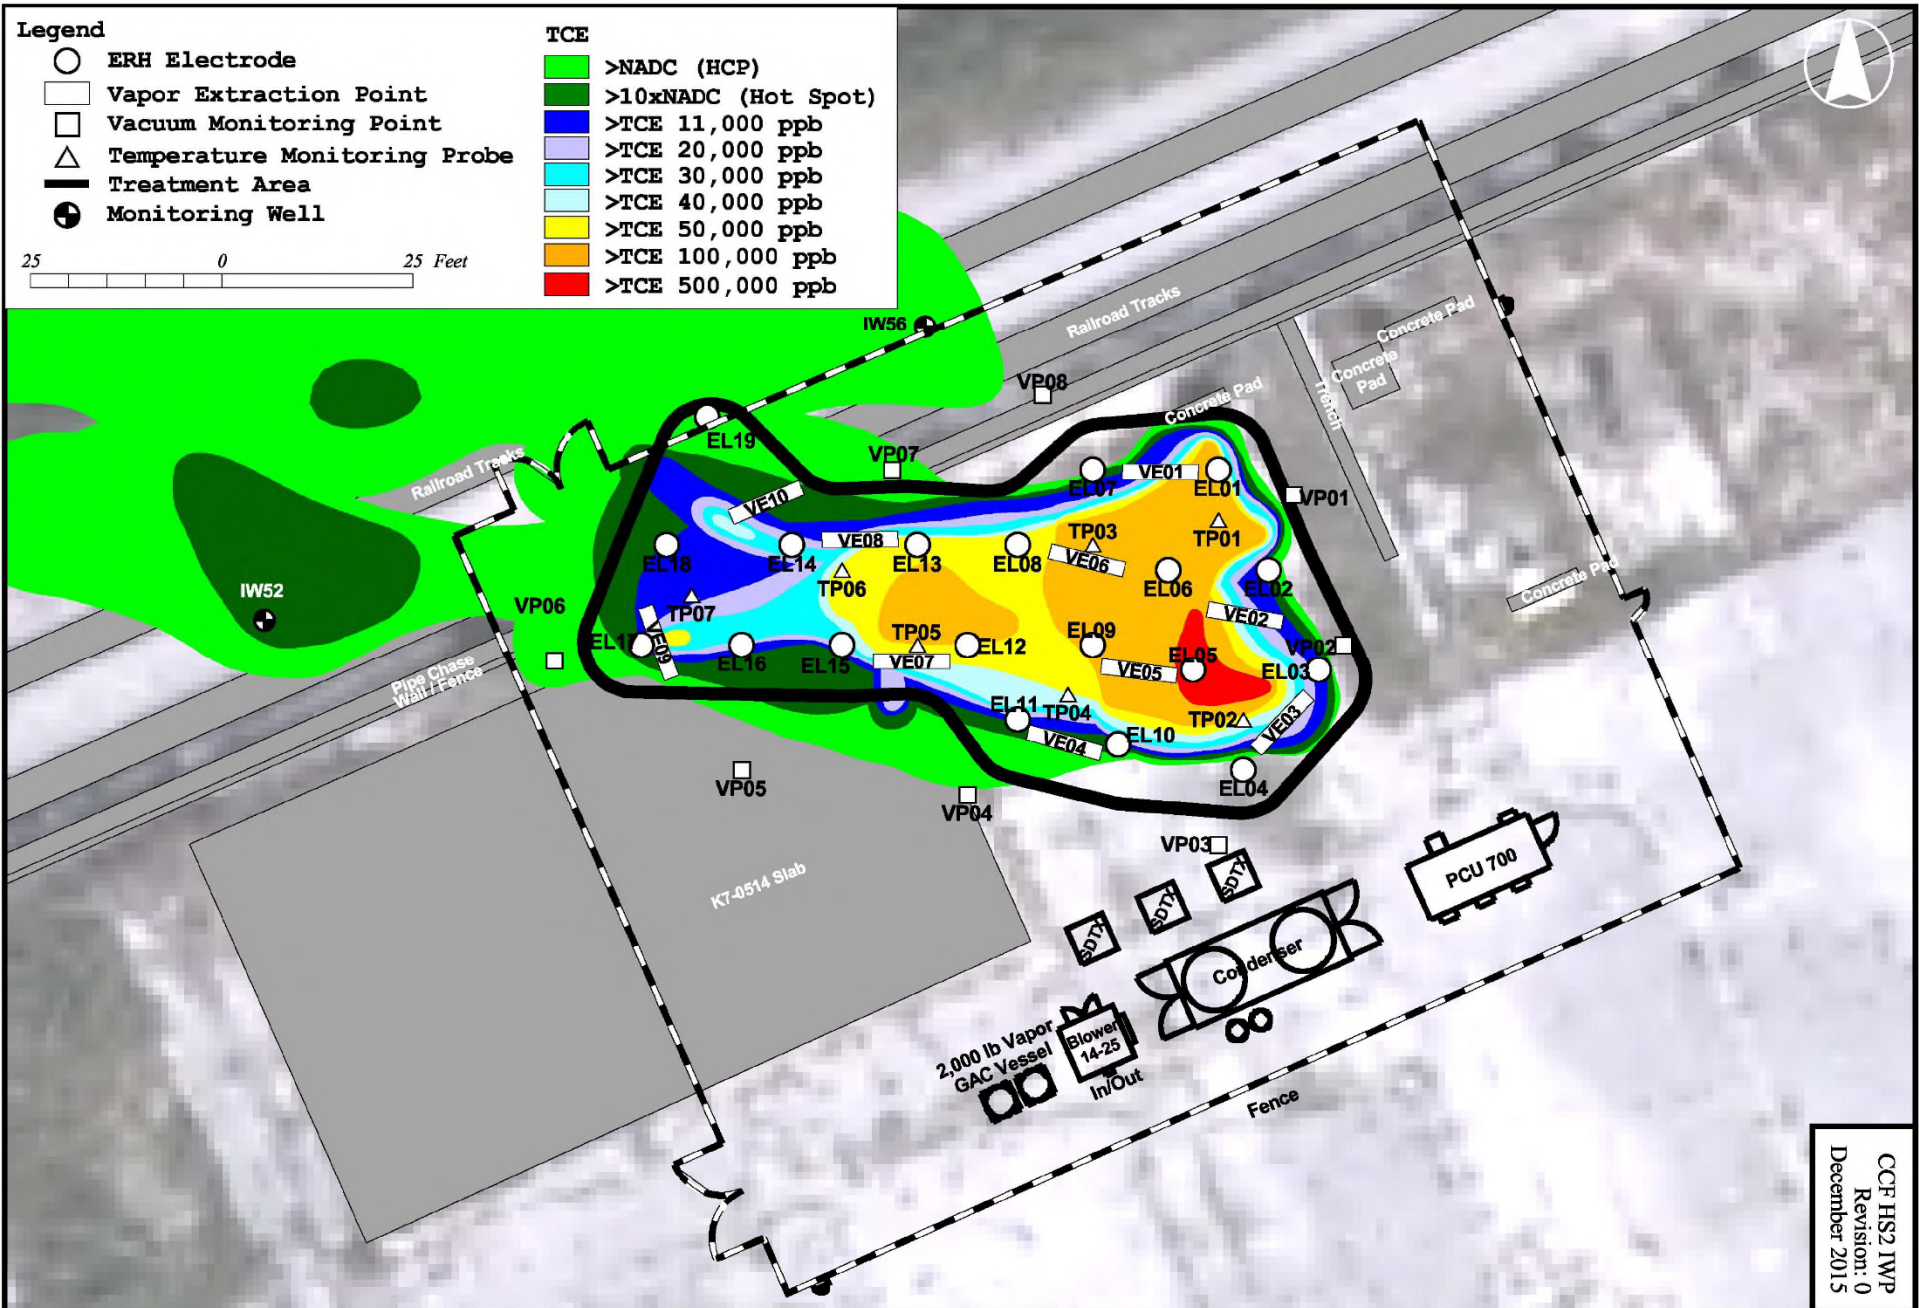 Legend
ERH Electrode
Vapor Extraction Point
Vacuum Monitoring Point
Temperature Monitoring Probe
Treatment Area
Monitoring Well
25 0 25 Feet
TCE
>NADC (HCP)
>10xNADC (Hot Spot)
>TCE 11,000 ppb
>TCE 20,000 ppb
>TCE 30,000 ppb
>TCE 40,000 ppb
>TCE 50,000 ppb
>TCE 100,000 ppb
>TCE 500,000 ppb
IW56
Railroad Tracks
Concrete Pad
Concrete
Pad
Trench
VP08
Concrete Pad
EL19
VP07
Railroad Tracks
VE10
EL07
VE01
EL01
VP01
VE08
TP03
TP01
EL18
EL14
EL13
EL08
VE06
EL06
EL02
TP06
TP07
IW52
VP06
VE02
Concrete Pad
EL17
VE09
EL16
EL15
TP05
VE07
EL12
EL09
VE05
EL05
EL03
VP02
Pipe Chase
Wall / Fence
EL11
TP04
TP02
VE03
VE04
EL10
EL04
VP05
VP04
VP03
K7-0514 Slab
SDTX
SDTX
SDTX
PCU 700
Condenser
2,000 lb Vapor
GAC Vessel
Blower
14-25
In/Out
Fence
CCF HS2 IWP
Revision: 0
December 2015